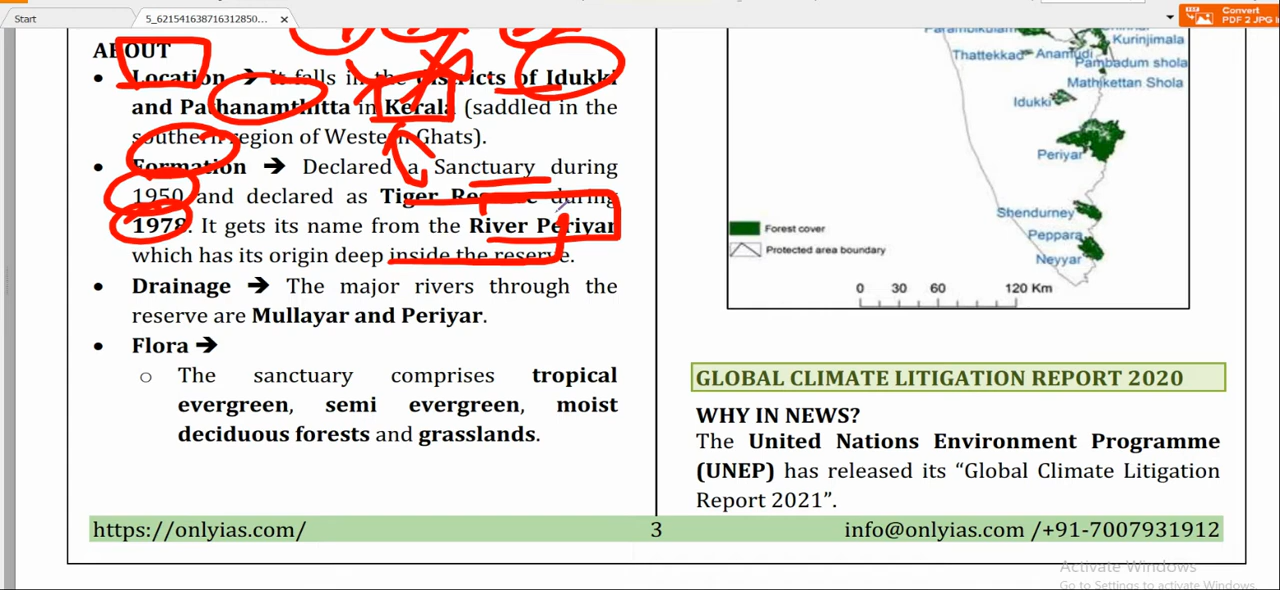 Convert
PDF 2 JPG
Start
5_621541638716312850...
ABOUT
• Location ➔ It falls in the districts of Idukki
and Pathanamthitta in Kerala (saddled in the
southern region of Western Ghats).
• Formation ➔ Declared a Sanctuary during
1950 and declared as Tiger Reserve during
1978. It gets its name from the River Periyar
which has its origin deep inside the reserve.
• Drainage ➔ The major rivers through the
reserve are Mullayar and Periyar.
• Flora ➔
o The sanctuary comprises tropical
evergreen, semi evergreen, moist
deciduous forests and grasslands.
Parambikulam
Kurinjimala
Thattekkad
Anamudi
Pambadum shola
Mathikettan Shola
Idukki
Periyar
Shendurney
Peppara
Neyyar
Forest cover
Protected area boundary
0 30 60 120 Km
GLOBAL CLIMATE LITIGATION REPORT 2020
WHY IN NEWS?
The United Nations Environment Programme
(UNEP) has released its “Global Climate Litigation
Report 2021”.
https://onlyias.com/ 3 info@onlyias.com /+91-7007931912
Activate Windows
Go to Settings to activate Windows.